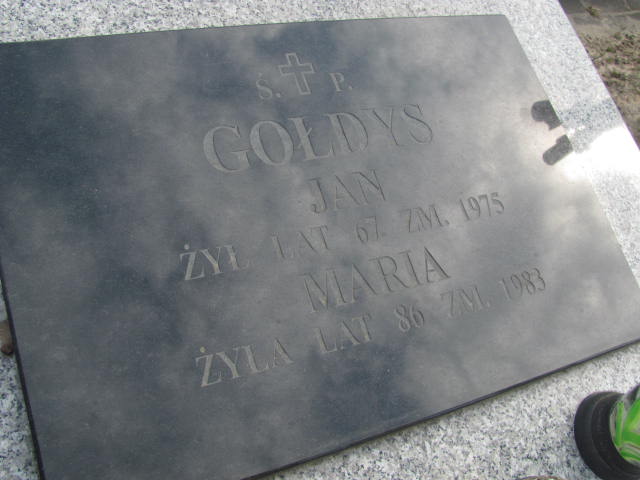 Ś. P.
GOŁDYS
JAN
ŻYŁ LAT 67 ZM. 1975
MARIA
ŻYŁA LAT 86 ZM. 1983